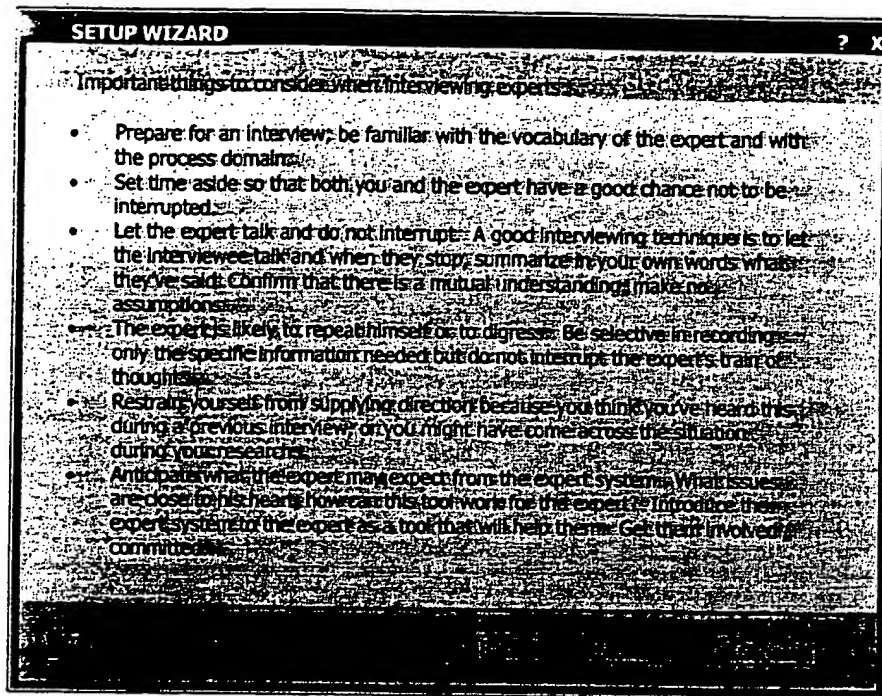 SETUP WIZARD ? X
Important things to consider when interviewing experts:
• Prepare for an interview; be familiar with the vocabulary of the expert and with
the process domain.
• Set time aside so that both you and the expert have a good chance not to be
interrupted.
• Let the expert talk and do not interrupt. A good interviewing technique is to let
the interviewee talk and when they stop, summarize in your own words what
they've said. Confirm that there is a mutual understanding, make no
assumptions.
• The expert is likely to repeat himself or to digress. Be selective in recording
only the specific information needed but do not interrupt the expert's train of
thought.
• Restrain yourself from supplying direction because you think you've heard this
during a previous interview, or you might have come across the situation
during your research.
• Anticipate what the expert may expect from the expert system. What issues
are close to his heart, how can this tool work for the expert? Introduce the
expert system to the expert as a tool that will help them. Get them involved
committed.